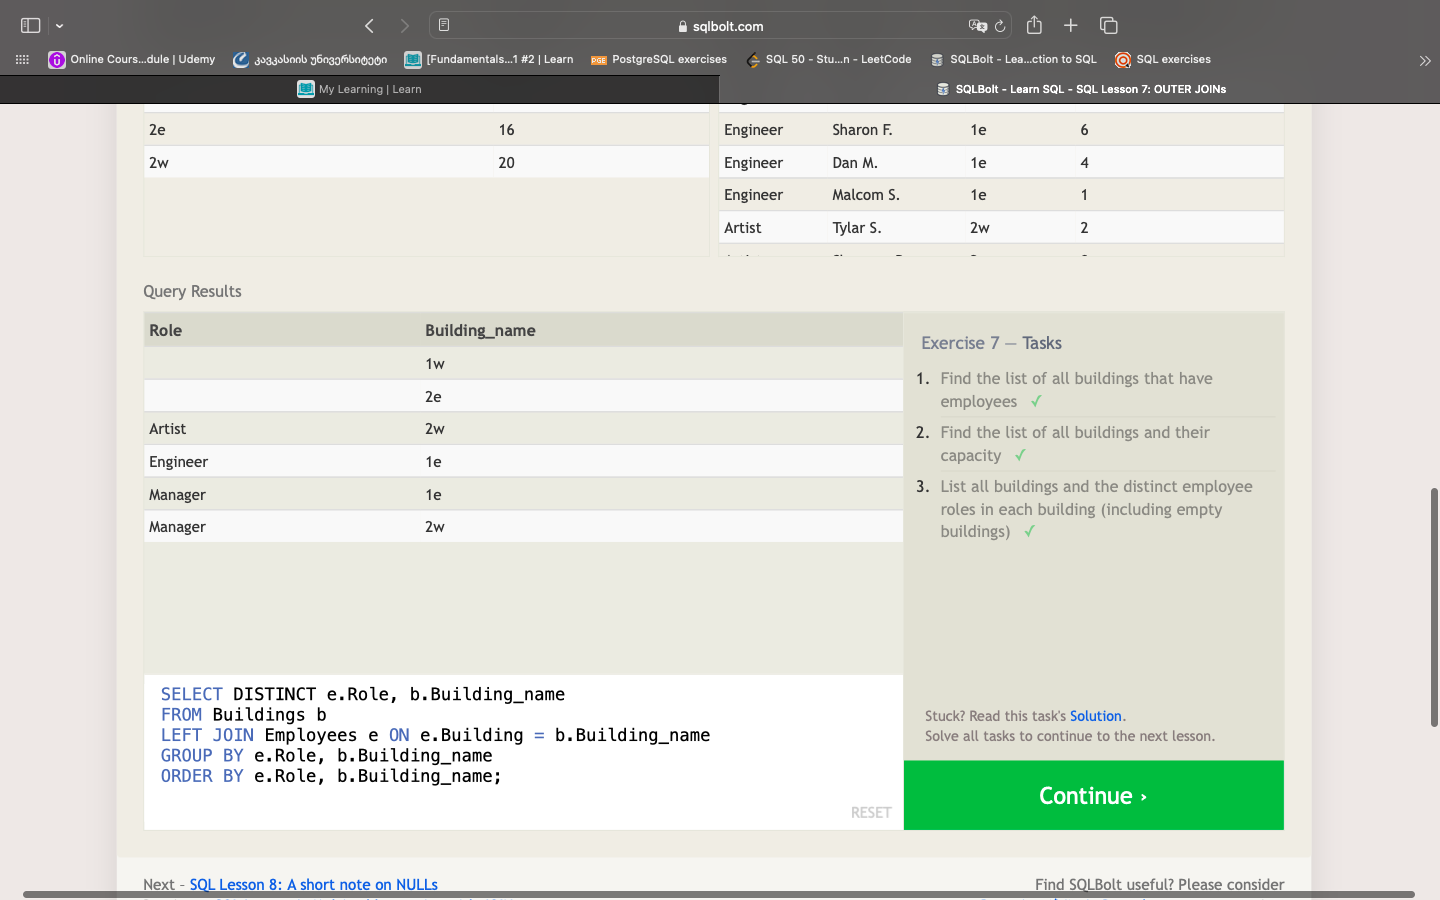 sqlbolt.com
Online Cours...dule | Udemy კავკასიის უნივერსიტეტი [Fundamentals...1 #2 | Learn PostgreSQL exercises SQL 50 - Stu...n - LeetCode SQLBolt - Lea...ction to SQL SQL exercises
My Learning | Learn SQLBolt - Learn SQL - SQL Lesson 7: OUTER JOINs
2e 16
2w 20
Engineer Sharon F. 1e 6
Engineer Dan M. 1e 4
Engineer Malcom S. 1e 1
Artist Tylar S. 2w 2
Query Results
Role Building_name
1w
2e
Artist 2w
Engineer 1e
Manager 1e
Manager 2w
SELECT DISTINCT e.Role, b.Building_name
FROM Buildings b
LEFT JOIN Employees e ON e.Building = b.Building_name
GROUP BY e.Role, b.Building_name
ORDER BY e.Role, b.Building_name;
RESET
Exercise 7 — Tasks
1. Find the list of all buildings that have
employees ✓
2. Find the list of all buildings and their
capacity ✓
3. List all buildings and the distinct employee
roles in each building (including empty
buildings) ✓
Stuck? Read this task's Solution.
Solve all tasks to continue to the next lesson.
Continue ›
Next – SQL Lesson 8: A short note on NULLs
Find SQLBolt useful? Please consider